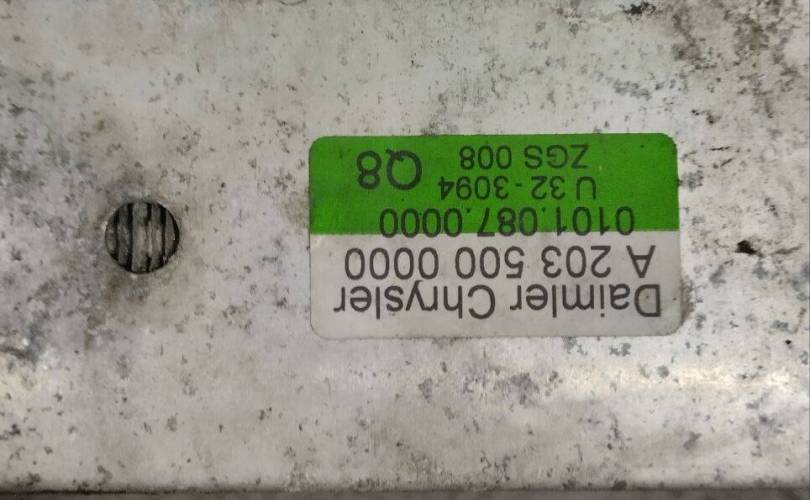 Daimler Chrysler
A 203 500 0000
0101.087.0000
U 32 - 3094
ZGS 008
Q8